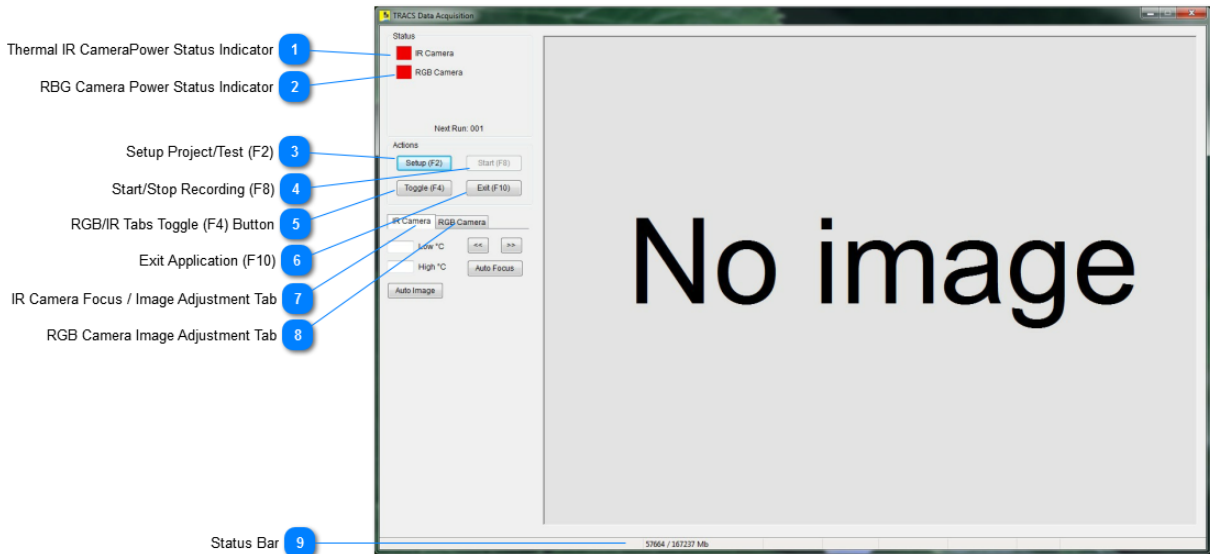 TRACS Data Acquisition
Thermal IR CameraPower Status Indicator 1
RBG Camera Power Status Indicator 2
Setup Project/Test (F2) 3
Start/Stop Recording (F8) 4
RGB/IR Tabs Toggle (F4) Button 5
Exit Application (F10) 6
IR Camera Focus / Image Adjustment Tab 7
RGB Camera Image Adjustment Tab 8
Status Bar 9
Status
IR Camera
RGB Camera
Next Run: 001
Actions
Setup (F2) Start (F8)
Toggle (F4) Exit (F10)
IR Camera RGB Camera
Low °C << >>
High °C Auto Focus
Auto Image
No image
57664 / 167237 Mb